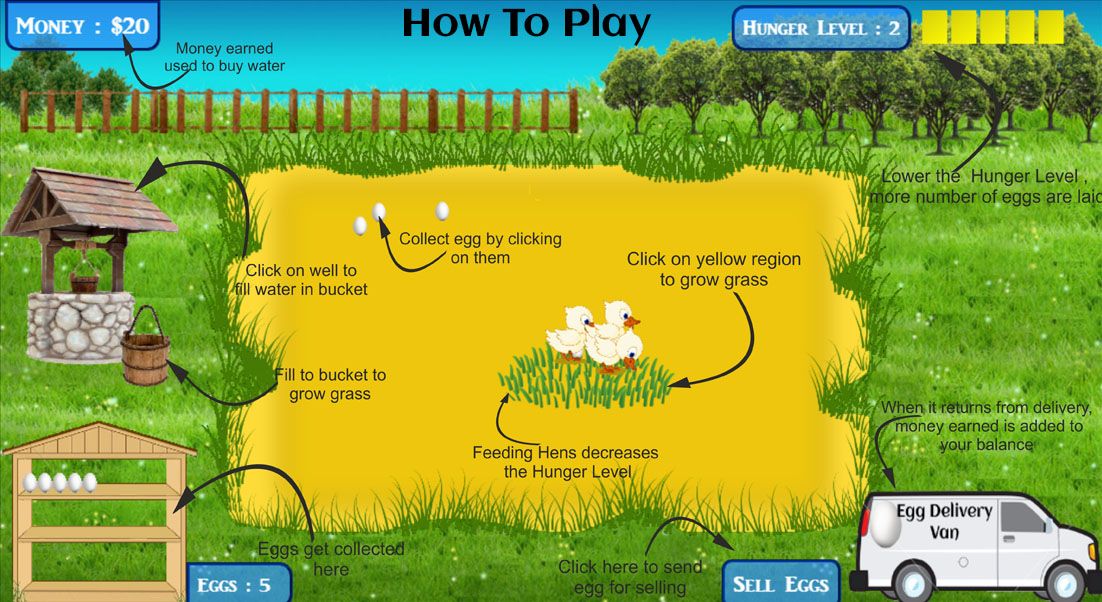 How To Play
MONEY : $20
HUNGER LEVEL : 2
Money earned
used to buy water
Lower the Hunger Level ,
more number of eggs are laid
Collect egg by clicking
on them
Click on yellow region
to grow grass
Click on well to
fill water in bucket
Fill to bucket to
grow grass
When it returns from delivery,
money earned is added to
your balance
Feeding Hens decreases
the Hunger Level
Egg Delivery
Van
Eggs get collected
here
Click here to send
egg for selling
EGGS : 5
SELL EGGS